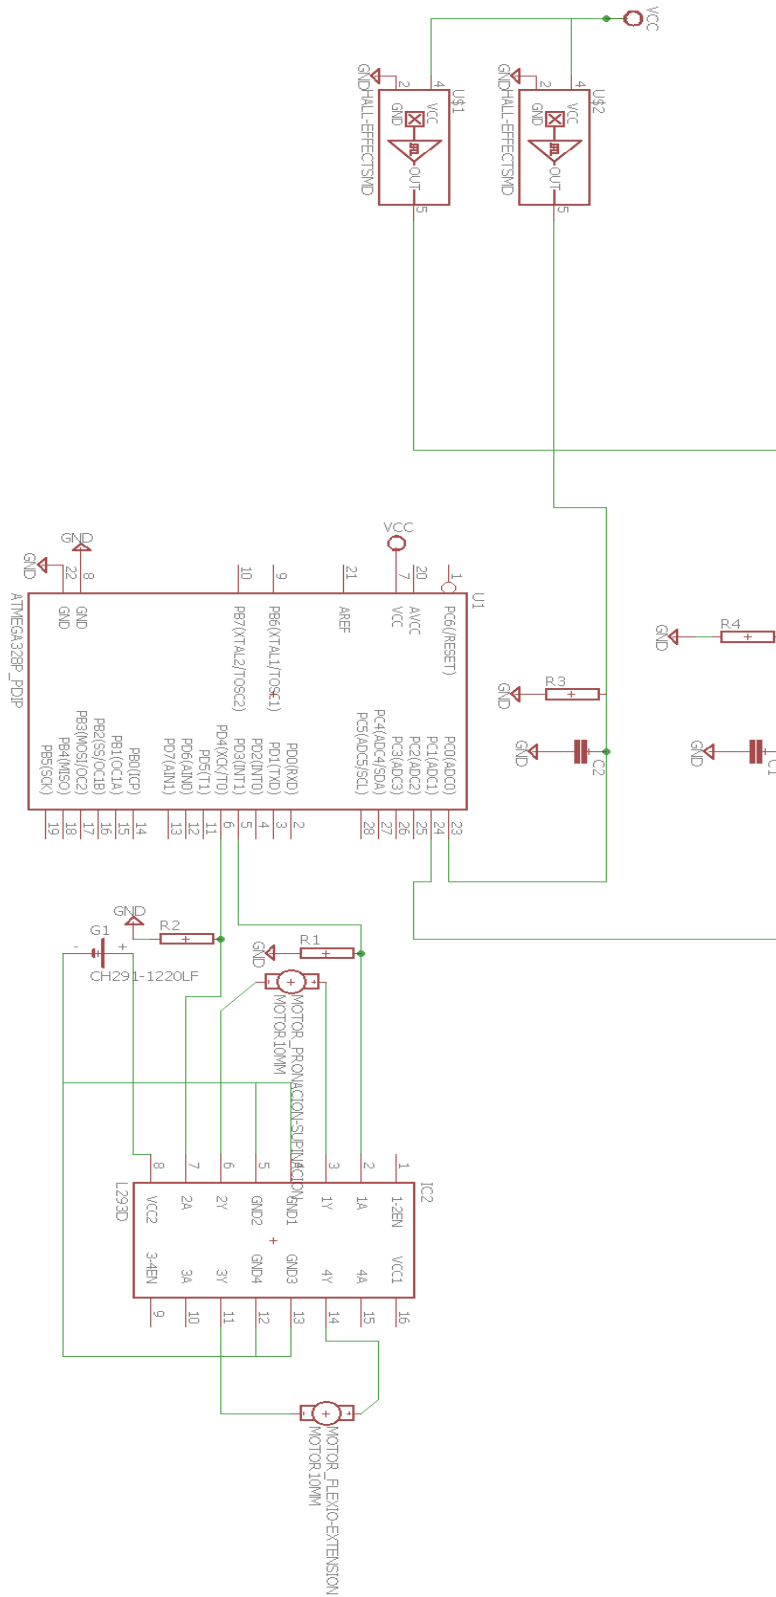 VCC
U$1
GND
2
4
GND
VCC
OUT
5
HALL-EFFECTSMD
U$2
GND
2
4
GND
VCC
OUT
5
HALL-EFFECTSMD
VCC
GND
GND
U1
ATMEGA328P_PDIP
22
8
10
9
21
7
20
1
GND
GND
PB7(XTAL2/TOSC2)
PB6(XTAL1/TOSC1)
AREF
VCC
AVCC
PC6(/RESET)
PB5(SCK)
PB4(MISO)
PB3(MOSI/OC2)
PB2(SS/OC1B)
PB1(OC1A)
PB0(ICP)
PD7(AIN1)
PD6(AIN0)
PD5(T1)
PD4(XCK/T0)
PD3(INT1)
PD2(INT0)
PD1(TXD)
PD0(RXD)
PC5(ADC5/SCL)
PC4(ADC4/SDA)
PC3(ADC3)
PC2(ADC2)
PC1(ADC1)
PC0(ADC0)
19
18
17
16
15
14
13
12
11
6
5
4
3
2
28
27
26
25
24
23
R4
GND
R3
GND
C2
GND
C1
GND
GND
R2
G1
-
+
CH291-1220LF
GND
R1
-
+
MOTOR_PRONACION-SUPINACION
MOTOR10MM
IC2
L293D
8
7
6
5
4
3
2
1
VCC2
2A
2Y
GND2
GND1
1Y
1A
1-2EN
3-4EN
3A
3Y
GND4
GND3
4Y
4A
VCC1
9
10
11
12
13
14
15
16
-
+
MOTOR_FLEXIO-EXTENSION
MOTOR10MM